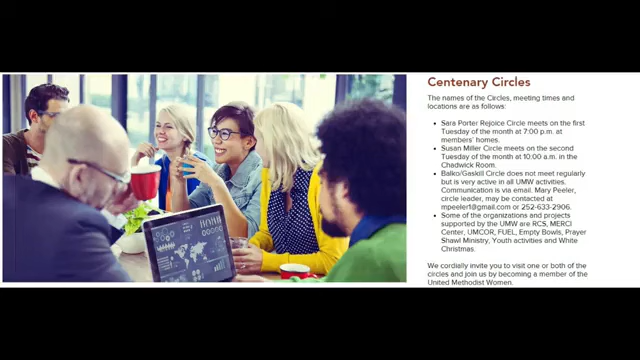 Centenary Circles
The names of the Circles, meeting times and
locations are as follows:
Sara Porter Rejoice Circle meets on the first
Tuesday of the month at 7:00 p.m. at
members' homes.
Susan Miller Circle meets on the second
Tuesday of the month at 10:00 a.m. in the
Chadwick Room.
Balko/Gaskill Circle does not meet regularly
but is very active in all UMW activities.
Communication is via email. Mary Peeler,
circle leader, may be contacted at
mpeeler1@gmail.com or 252-633-2906.
Some of the organizations and projects
supported by the UMW are RCS, MERCI
Center, UMCOR, FUEL, Empty Bowls, Prayer
Shawl Ministry, Youth activities and White
Christmas.
We cordially invite you to visit one or both of the
circles and join us by becoming a member of the
United Methodist Women.